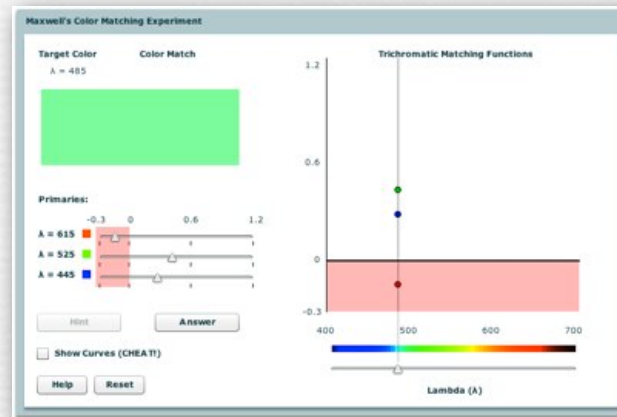 Maxwell's Color Matching Experiment
Target Color Color Match
λ = 485
Primaries:
-0.3 0 0.6 1.2
λ = 615
λ = 525
λ = 445
Hint Answer
Show Curves (CHEAT!)
Help Reset
Trichromatic Matching Functions
1.2
0.6
0
-0.3
400 500 600 700
Lambda (λ)